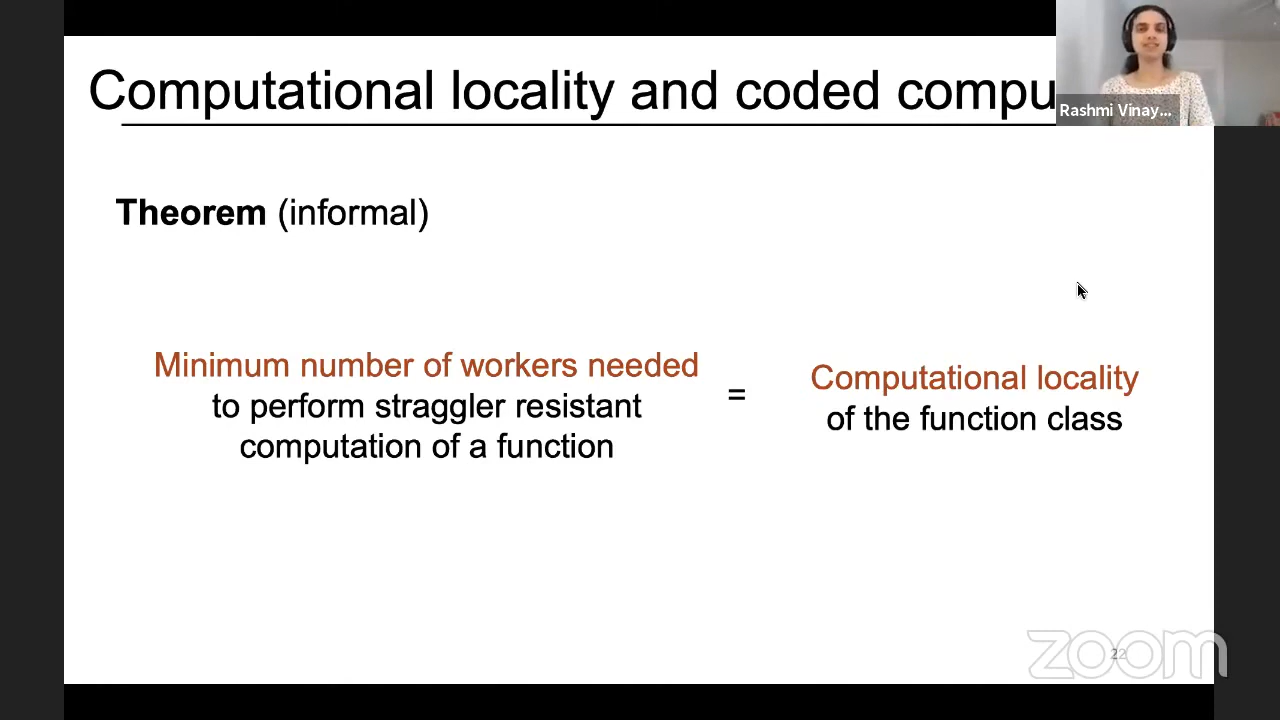 Computational locality and coded compu
Rashmi Vinay...
Theorem (informal)
Minimum number of workers needed
to perform straggler resistant
computation of a function
=
Computational locality
of the function class
22
zoom